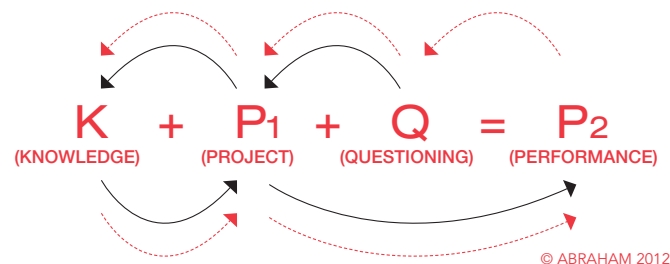 K + P1 + Q = P2
(KNOWLEDGE) (PROJECT) (QUESTIONING) (PERFORMANCE)
© ABRAHAM 2012